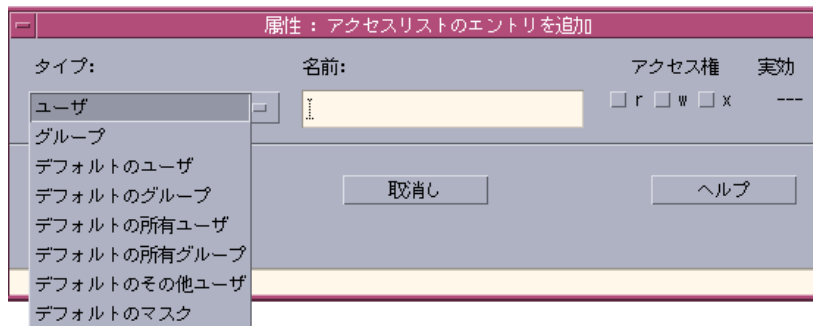 属性 : アクセスリストのエントリを追加
タイプ: 名前: アクセス権 実効
ユーザ r w x ---
グループ
デフォルトのユーザ
デフォルトのグループ 取消し ヘルプ
デフォルトの所有ユーザ
デフォルトの所有グループ
デフォルトのその他ユーザ
デフォルトのマスク